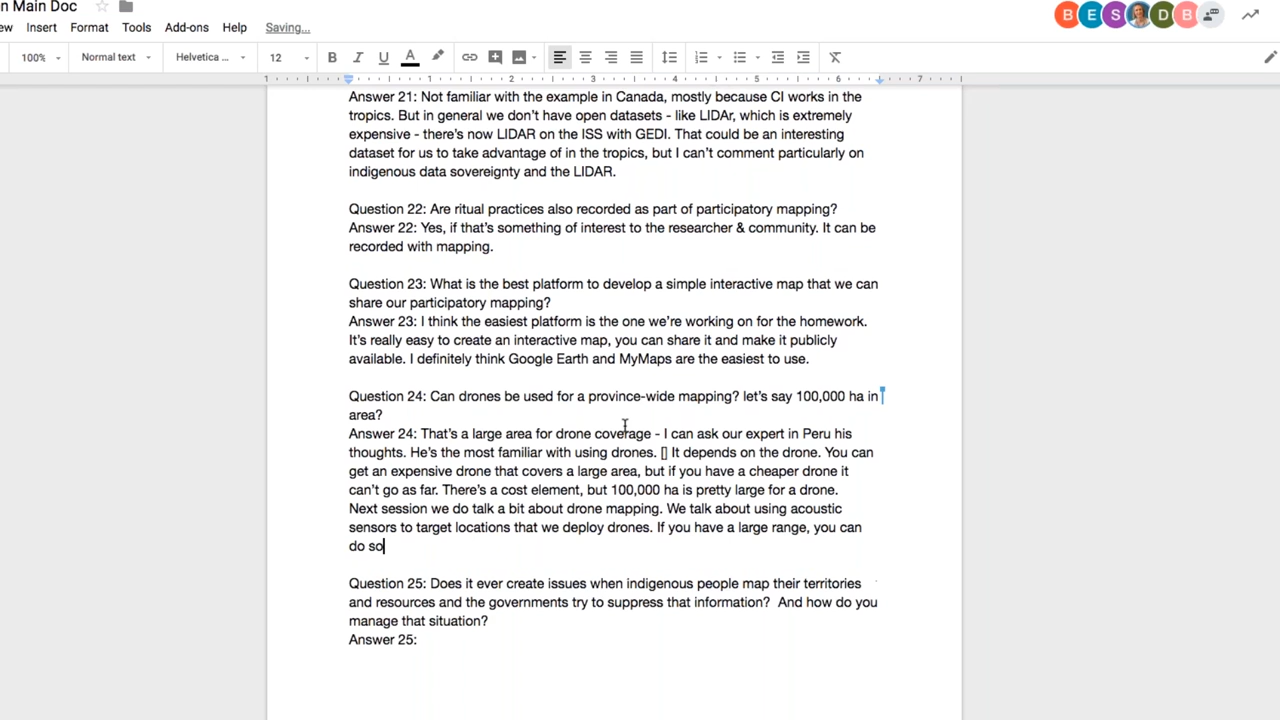 n Main Doc
ew Insert Format Tools Add-ons Help Saving...
100% Normal text Helvetica ... 12 B I U A
1 1 2 3 4 5 6 7
B E S D B
Answer 21: Not familiar with the example in Canada, mostly because CI works in the
tropics. But in general we don't have open datasets - like LIDAr, which is extremely
expensive - there's now LIDAR on the ISS with GEDI. That could be an interesting
dataset for us to take advantage of in the tropics, but I can't comment particularly on
indigenous data sovereignty and the LIDAR.
Question 22: Are ritual practices also recorded as part of participatory mapping?
Answer 22: Yes, if that's something of interest to the researcher & community. It can be
recorded with mapping.
Question 23: What is the best platform to develop a simple interactive map that we can
share our participatory mapping?
Answer 23: I think the easiest platform is the one we're working on for the homework.
It's really easy to create an interactive map, you can share it and make it publicly
available. I definitely think Google Earth and MyMaps are the easiest to use.
Question 24: Can drones be used for a province-wide mapping? let's say 100,000 ha in
area?
Answer 24: That's a large area for drone coverage - I can ask our expert in Peru his
thoughts. He's the most familiar with using drones. [] It depends on the drone. You can
get an expensive drone that covers a large area, but if you have a cheaper drone it
can't go as far. There's a cost element, but 100,000 ha is pretty large for a drone.
Next session we do talk a bit about drone mapping. We talk about using acoustic
sensors to target locations that we deploy drones. If you have a large range, you can
do so
Question 25: Does it ever create issues when indigenous people map their territories
and resources and the governments try to suppress that information?  And how do you
manage that situation?
Answer 25: